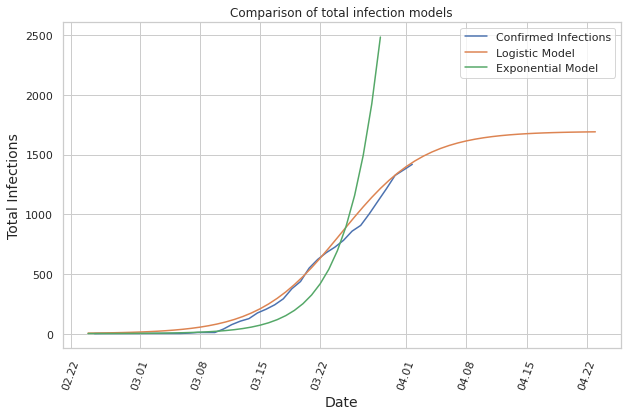 Comparison of total infection models
Confirmed Infections
Logistic Model
Exponential Model
Total Infections
2500
2000
1500
1000
500
0
02.22
03.01
03.08
03.15
03.22
04.01
04.08
04.15
04.22
Date